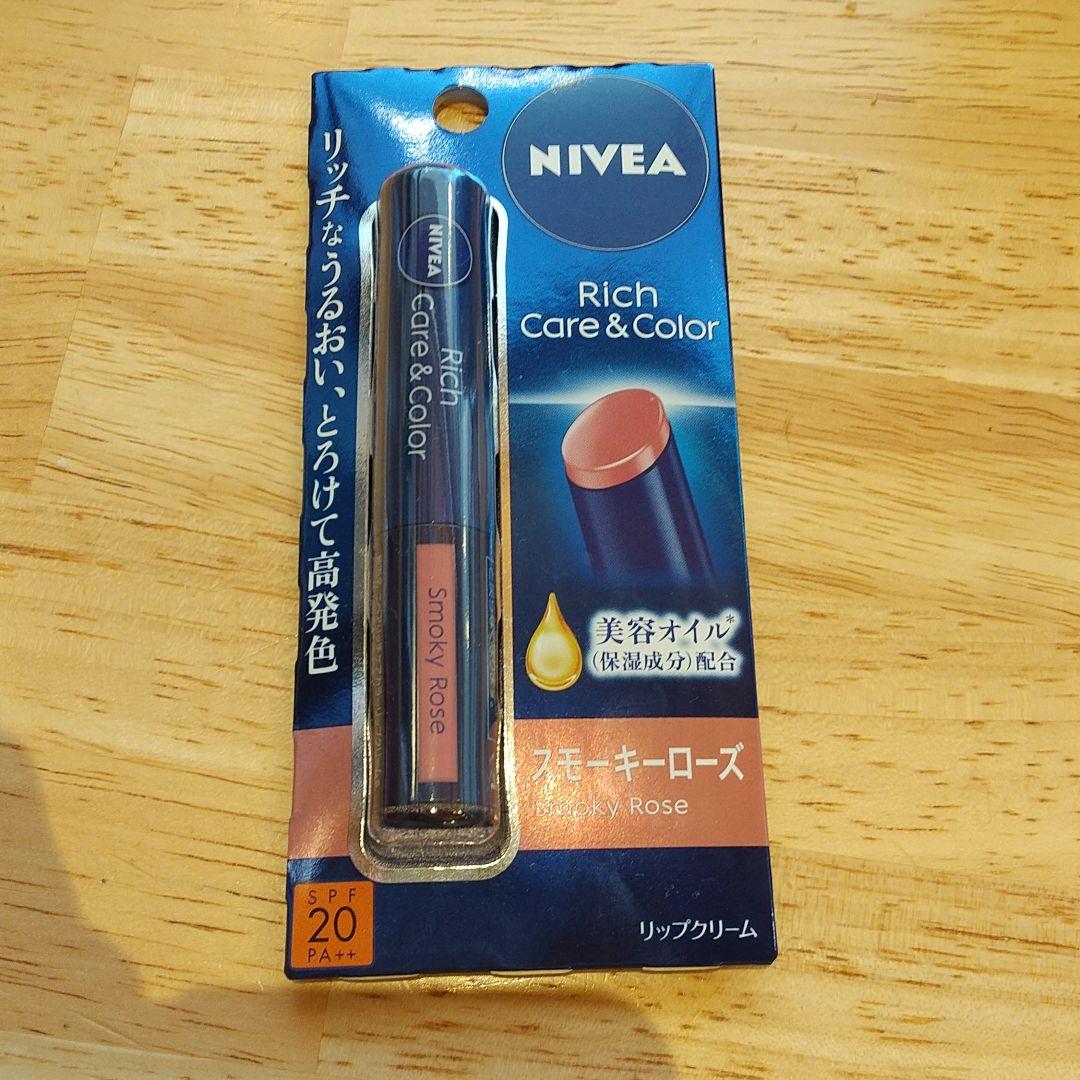 NIVEA
Rich
Care & Color
リッチなうるおい、とろけて高発色
NIVEA
Rich
Care & Color
Smoky Rose
美容オイル*
(保湿成分)配合
スモーキーローズ
Smoky Rose
SPF
20
PA++
リップクリーム